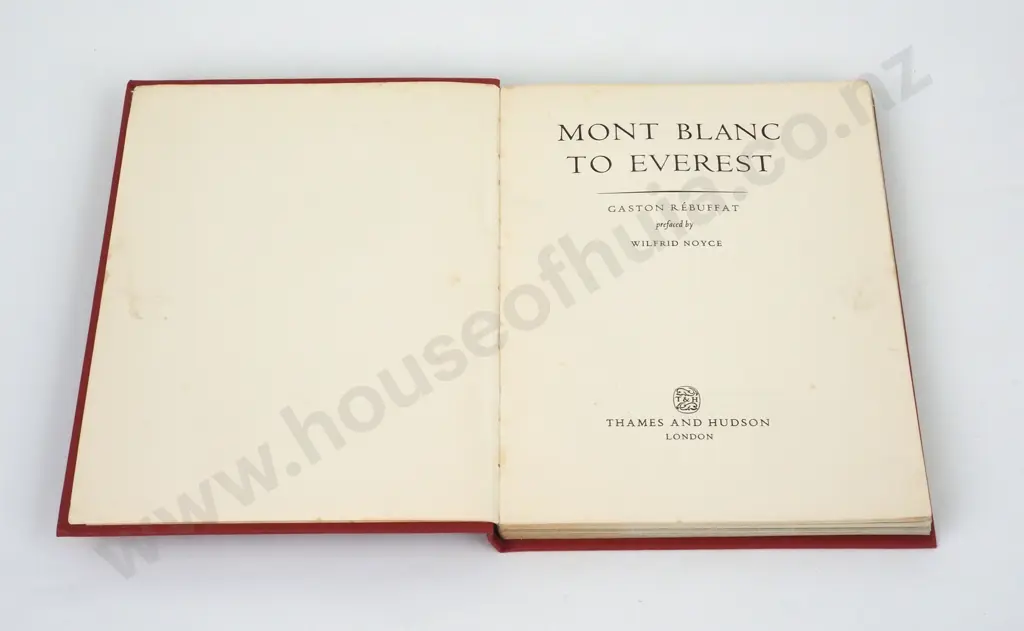 MONT BLANC
TO EVEREST
GASTON RÉBUFFAT
prefaced by
WILFRID NOYCE
T & H
THAMES AND HUDSON
LONDON
www.houseofhuia.co.nz